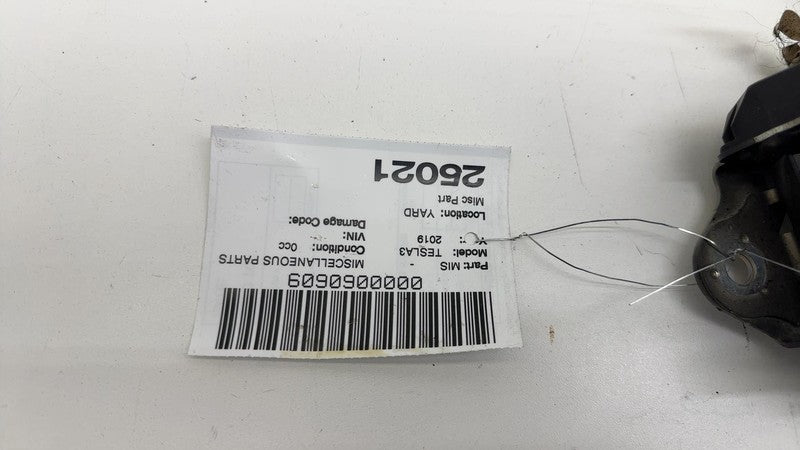 0000060609
Part: MIS - MISCELLANEOUS PARTS
Model: TESLA3 Condition: 0cc
2019 VIN:
Location: YARD Damage Code:
Misc Part
25021